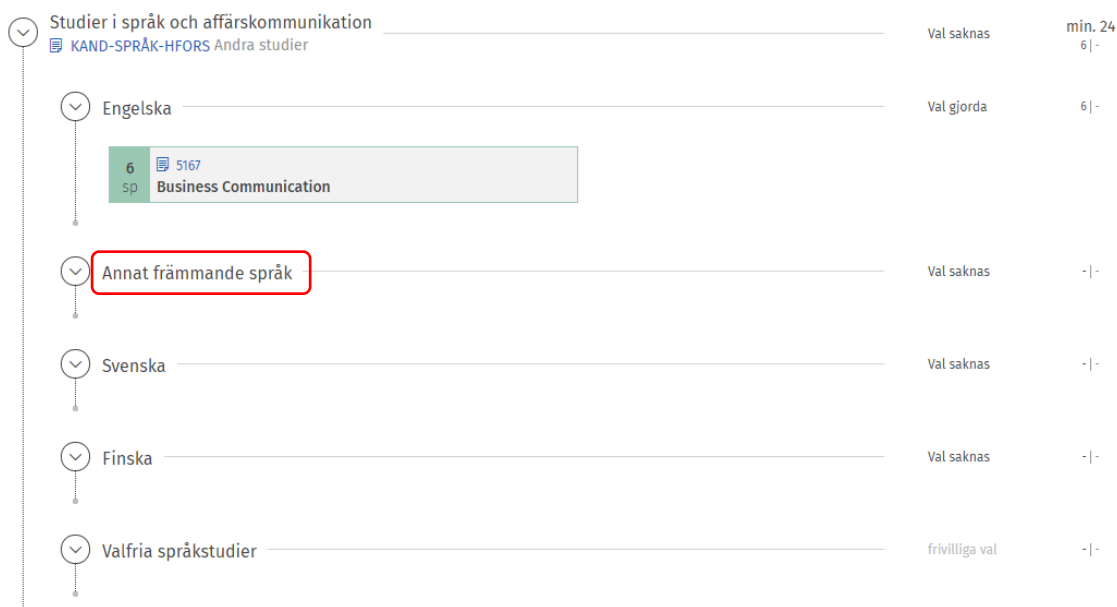 Studier i språk och affärskommunikation
Val saknas
min. 24
KAND-SPRÅK-HFORS Andra studier
6 | -
Engelska
Val gjorda
6 | -
6 sp
5167
Business Communication
Annat främmande språk
Val saknas
- | -
Svenska
Val saknas
- | -
Finska
Val saknas
- | -
Valfria språkstudier
frivilliga val
- | -